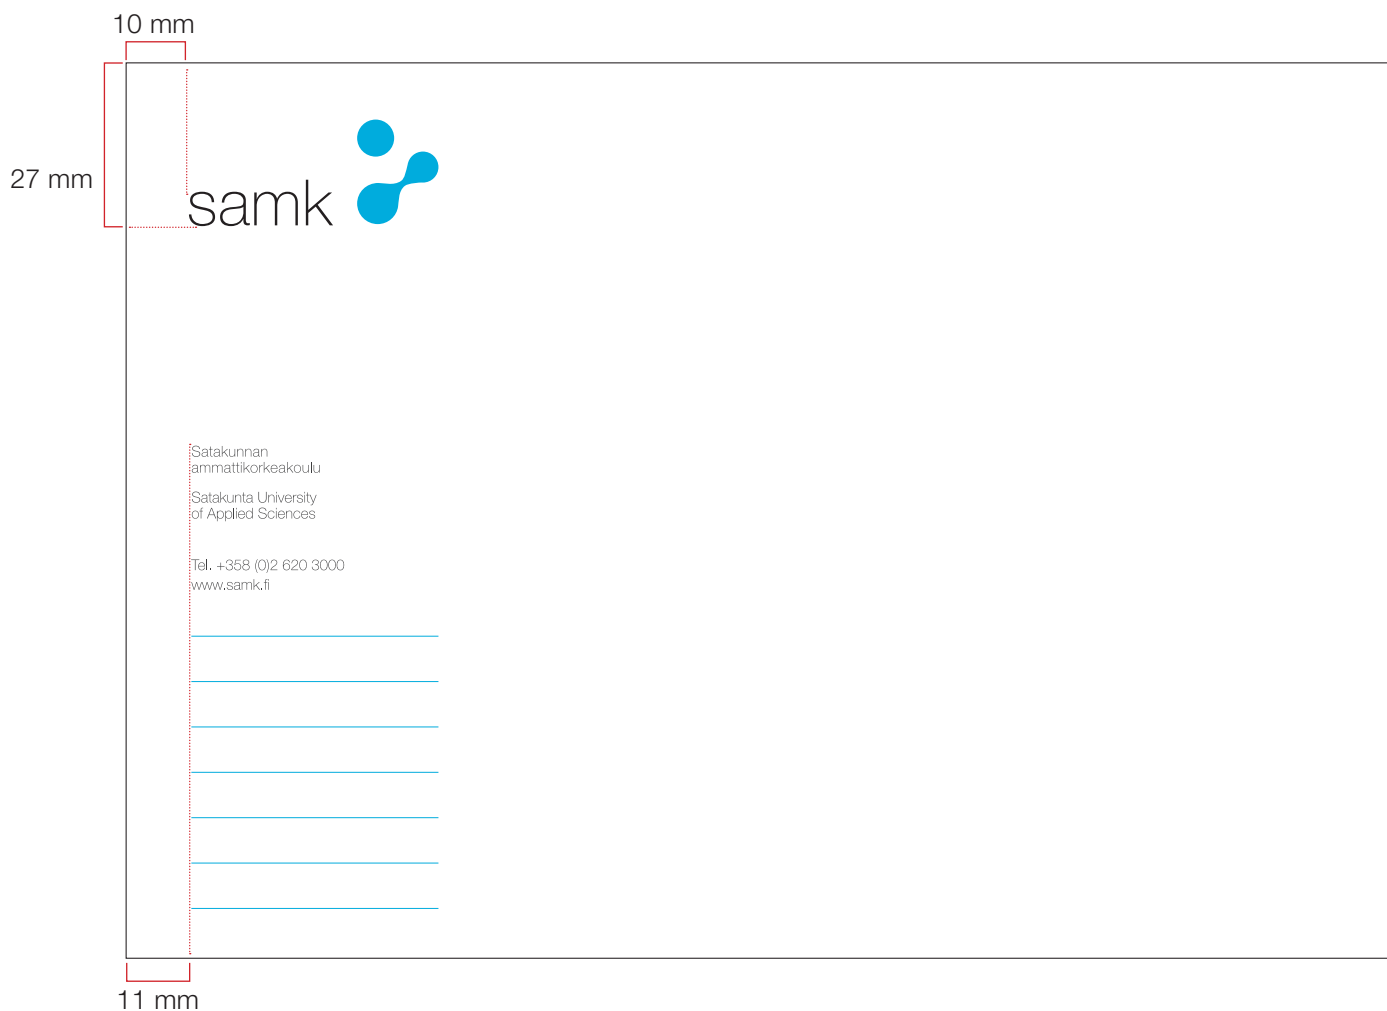 10 mm
27 mm
samk
Satakunnan
ammattikorkeakoulu
Satakunta University
of Applied Sciences
Tel. +358 (0)2 620 3000
www.samk.fi
11 mm